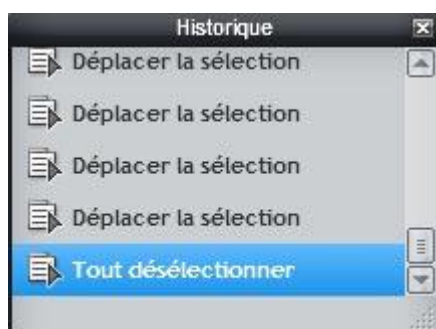 Historique
Déplacer la sélection
Déplacer la sélection
Déplacer la sélection
Déplacer la sélection
Tout désélectionner